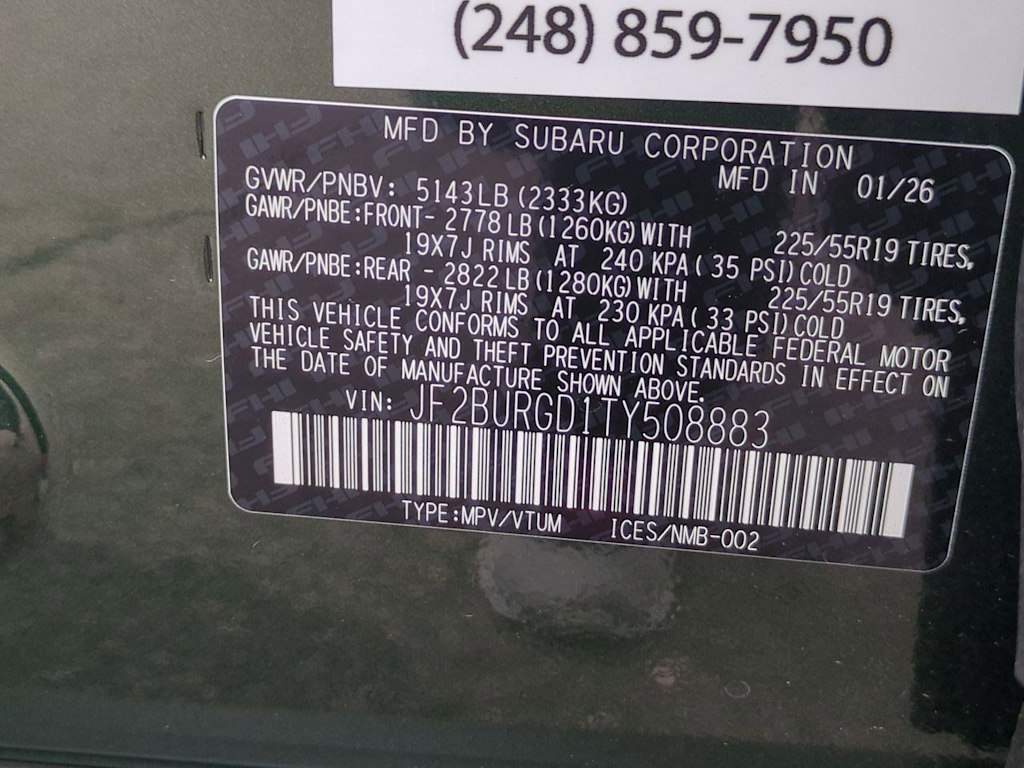 (248) 859-7950
MFD BY SUBARU CORPORATION
GVWR/PNBV: 5143LB (2333KG) MFD IN 01/26
GAWR/PNBE:FRONT- 2778 LB(1260KG)WITH 225/55R19 TIRES,
19X7J RIMS AT 240 KPA( 35 PSI)COLD
GAWR/PNBE:REAR - 2822 LB(1280KG)WITH 225/55R19 TIRES,
19X7J RIMS AT 230 KPA( 33 PSI)COLD
THIS VEHICLE CONFORMS TO ALL APPLICABLE FEDERAL MOTOR
VEHICLE SAFETY AND THEFT PREVENTION STANDARDS IN EFFECT ON
THE DATE OF MANUFACTURE SHOWN ABOVE.
VIN: JF2BURGD1TY508883
TYPE:MPV/VTUM ICES/NMB-002